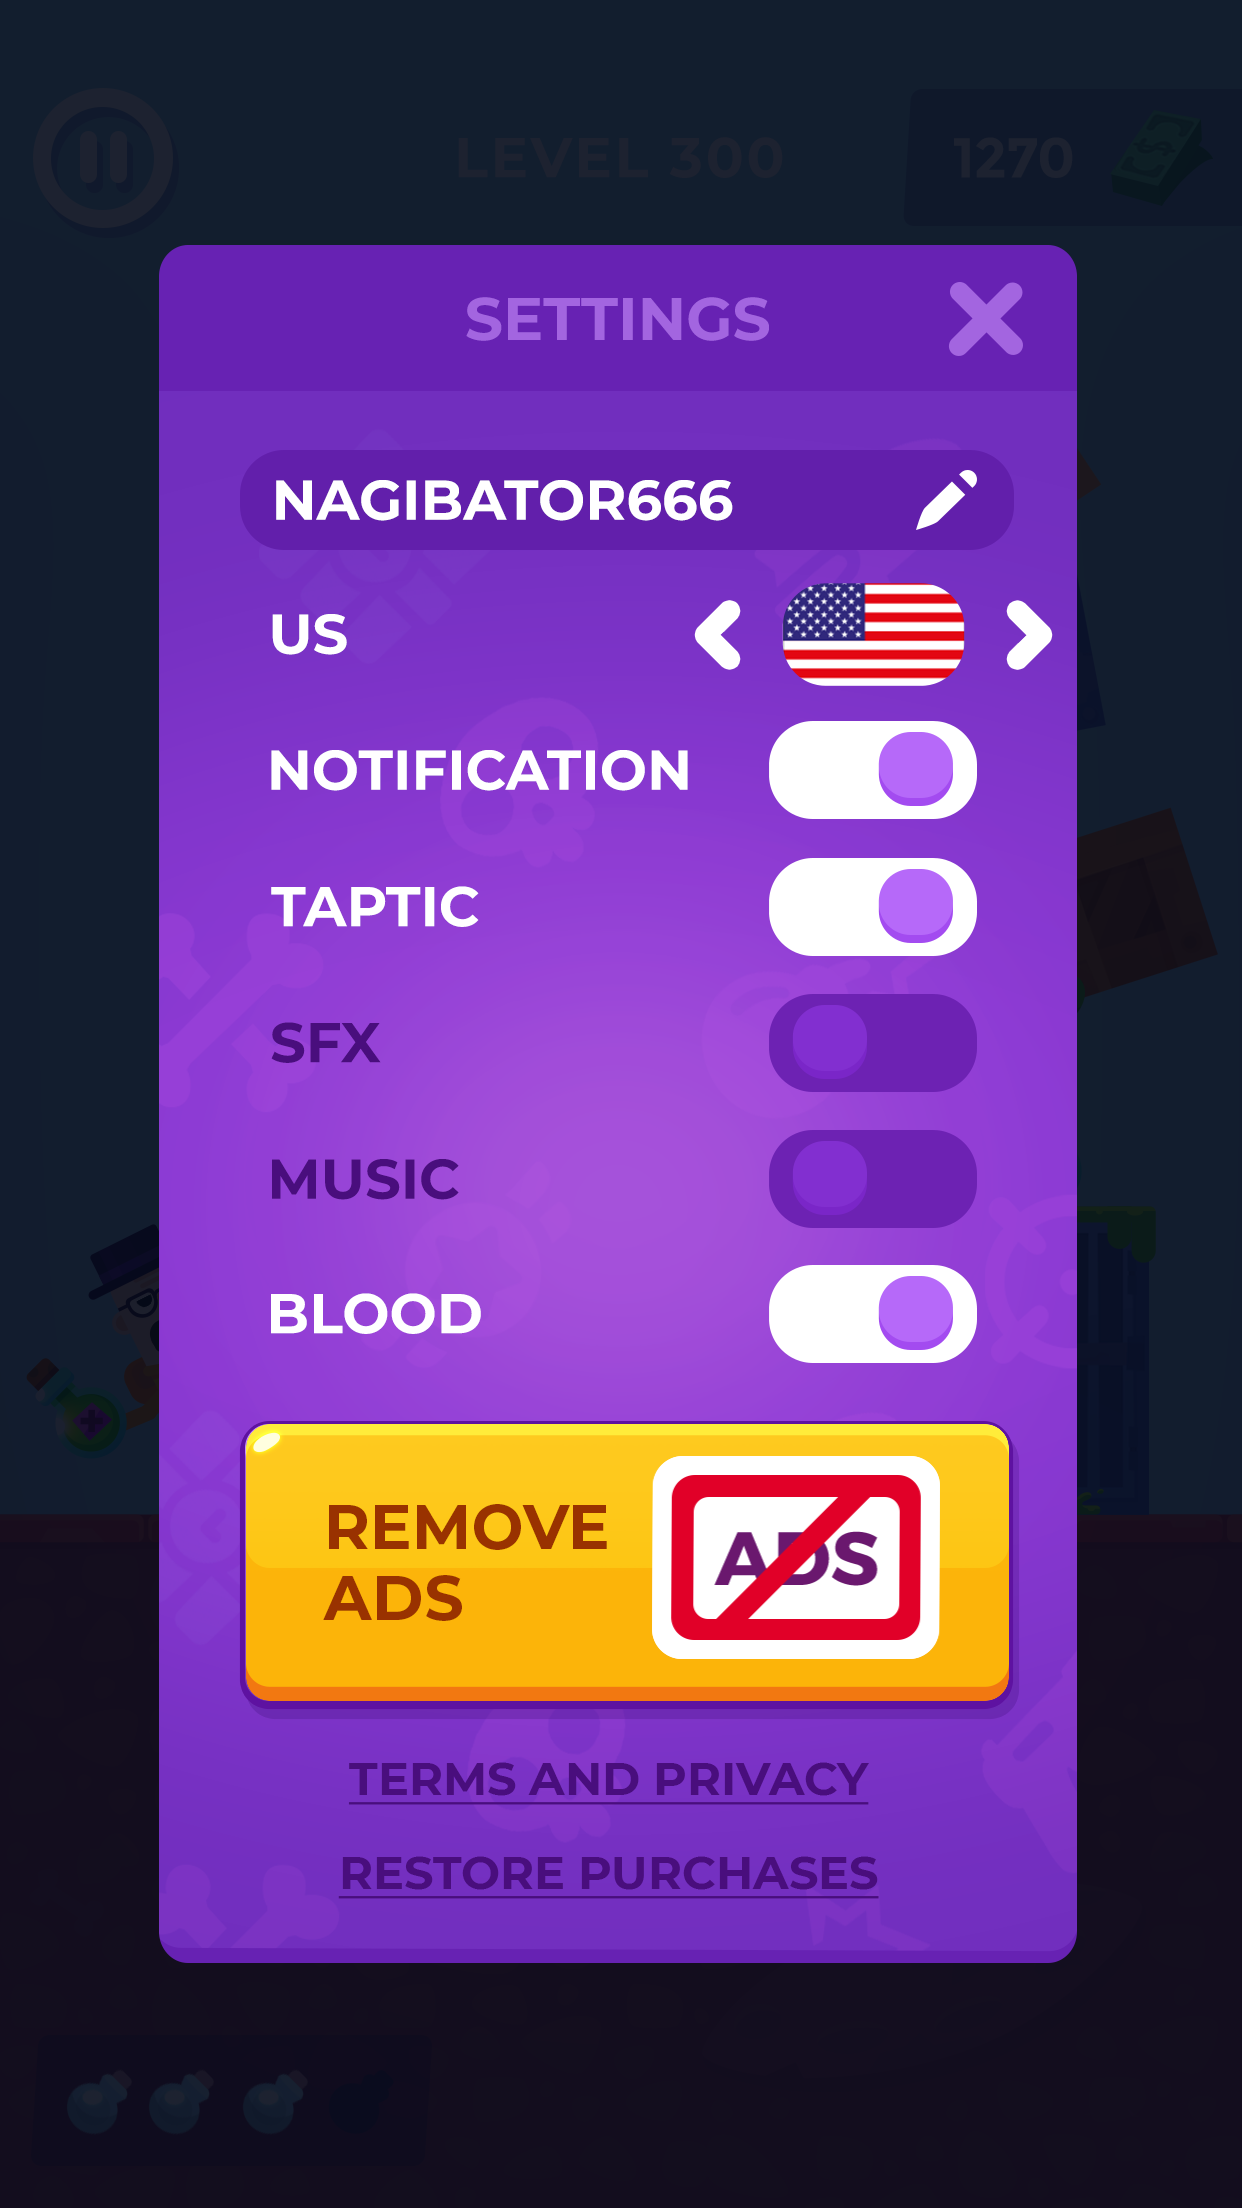 LEVEL 300
1270
SETTINGS
NAGIBATOR666
US
NOTIFICATION
TAPTIC
SFX
MUSIC
BLOOD
REMOVE
ADS
ADS
TERMS AND PRIVACY
RESTORE PURCHASES